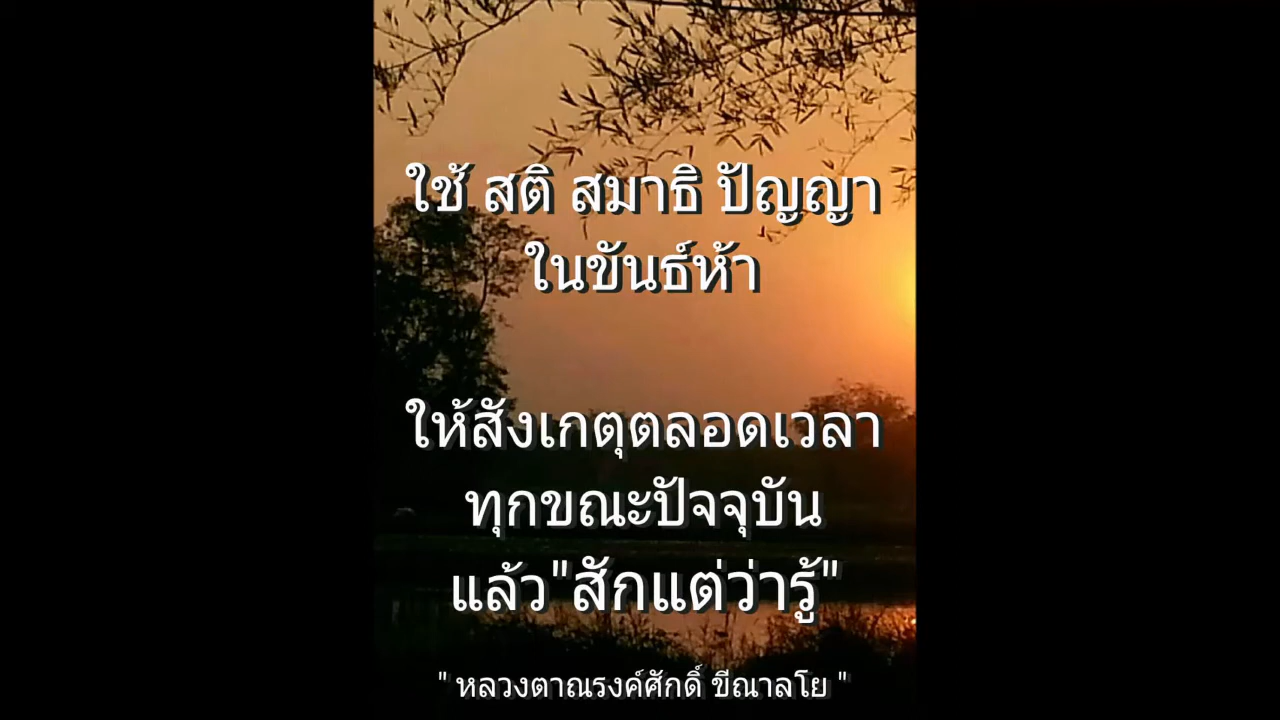 ใช้ สติ สมาธิ ปัญญา
ในขันธ์ห้า
ให้สังเกตุตลอดเวลา
ทุกขณะปัจจุบัน
แล้ว"สักแต่ว่ารู้"
" หลวงตาณรงค์ศักดิ์ ขีณาลโย "